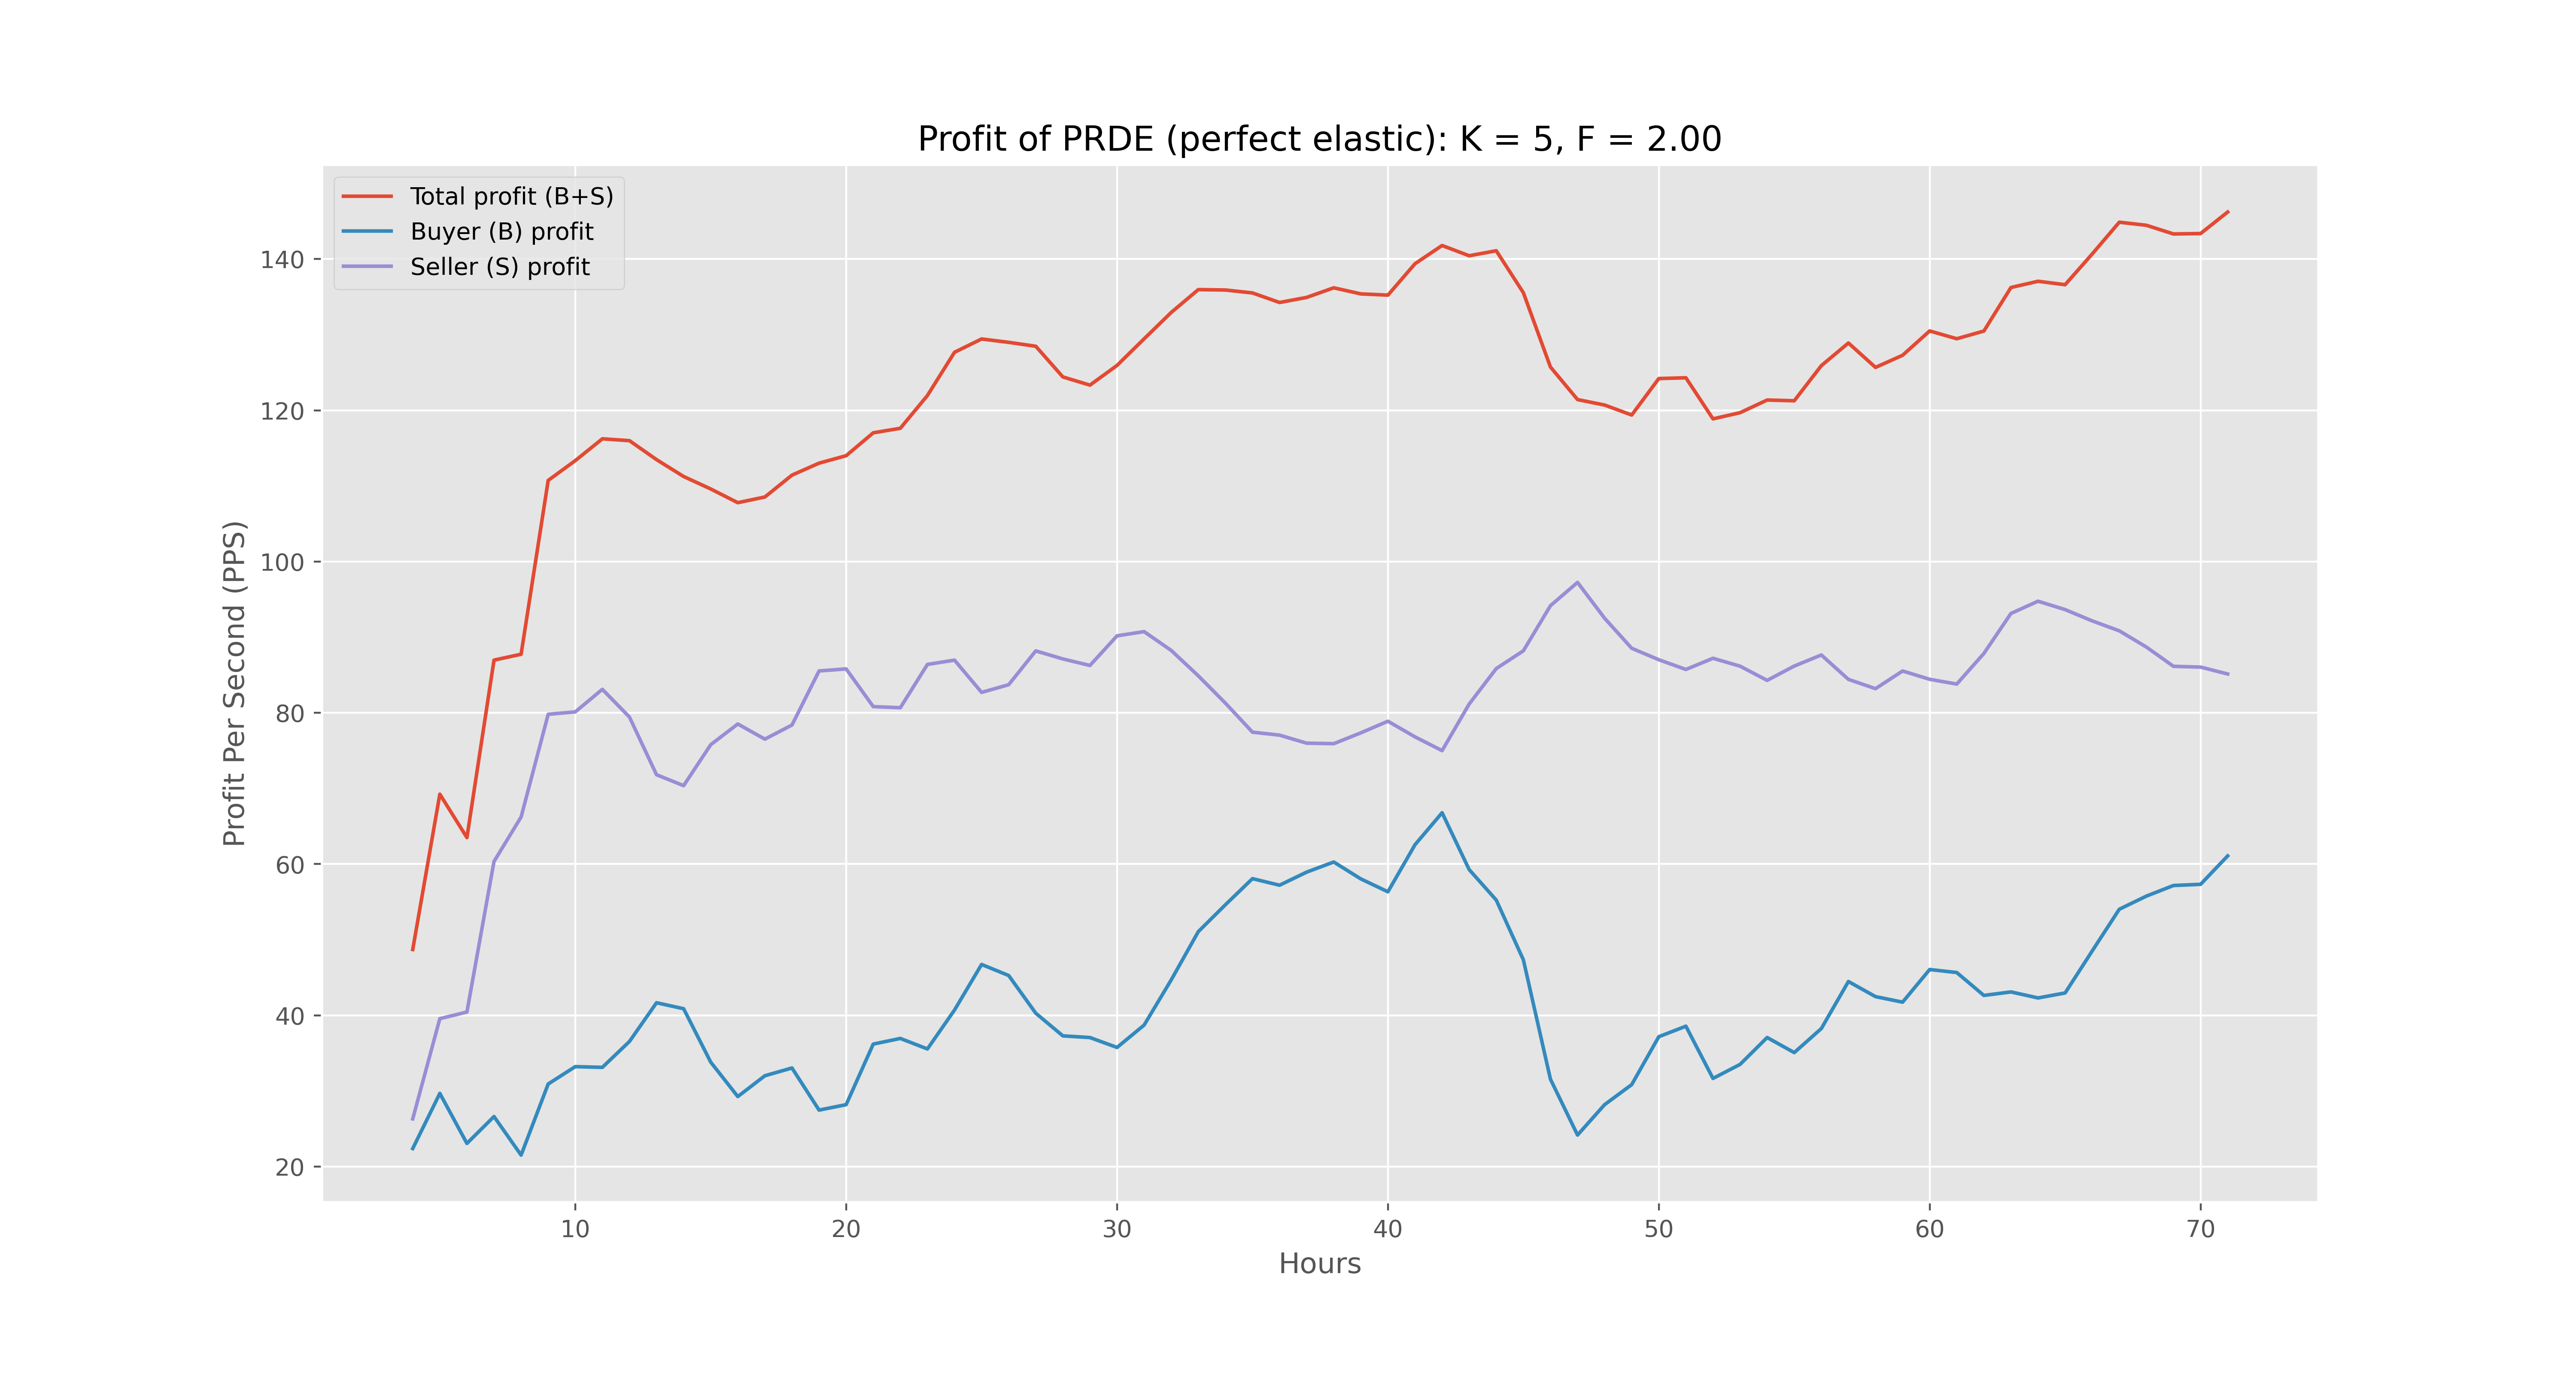 Profit of PRDE (perfect elastic): K = 5, F = 2.00
Total profit (B+S)
Buyer (B) profit
Seller (S) profit
Profit Per Second (PPS)
140
120
100
80
60
40
20
10 20 30 40 50 60 70
Hours